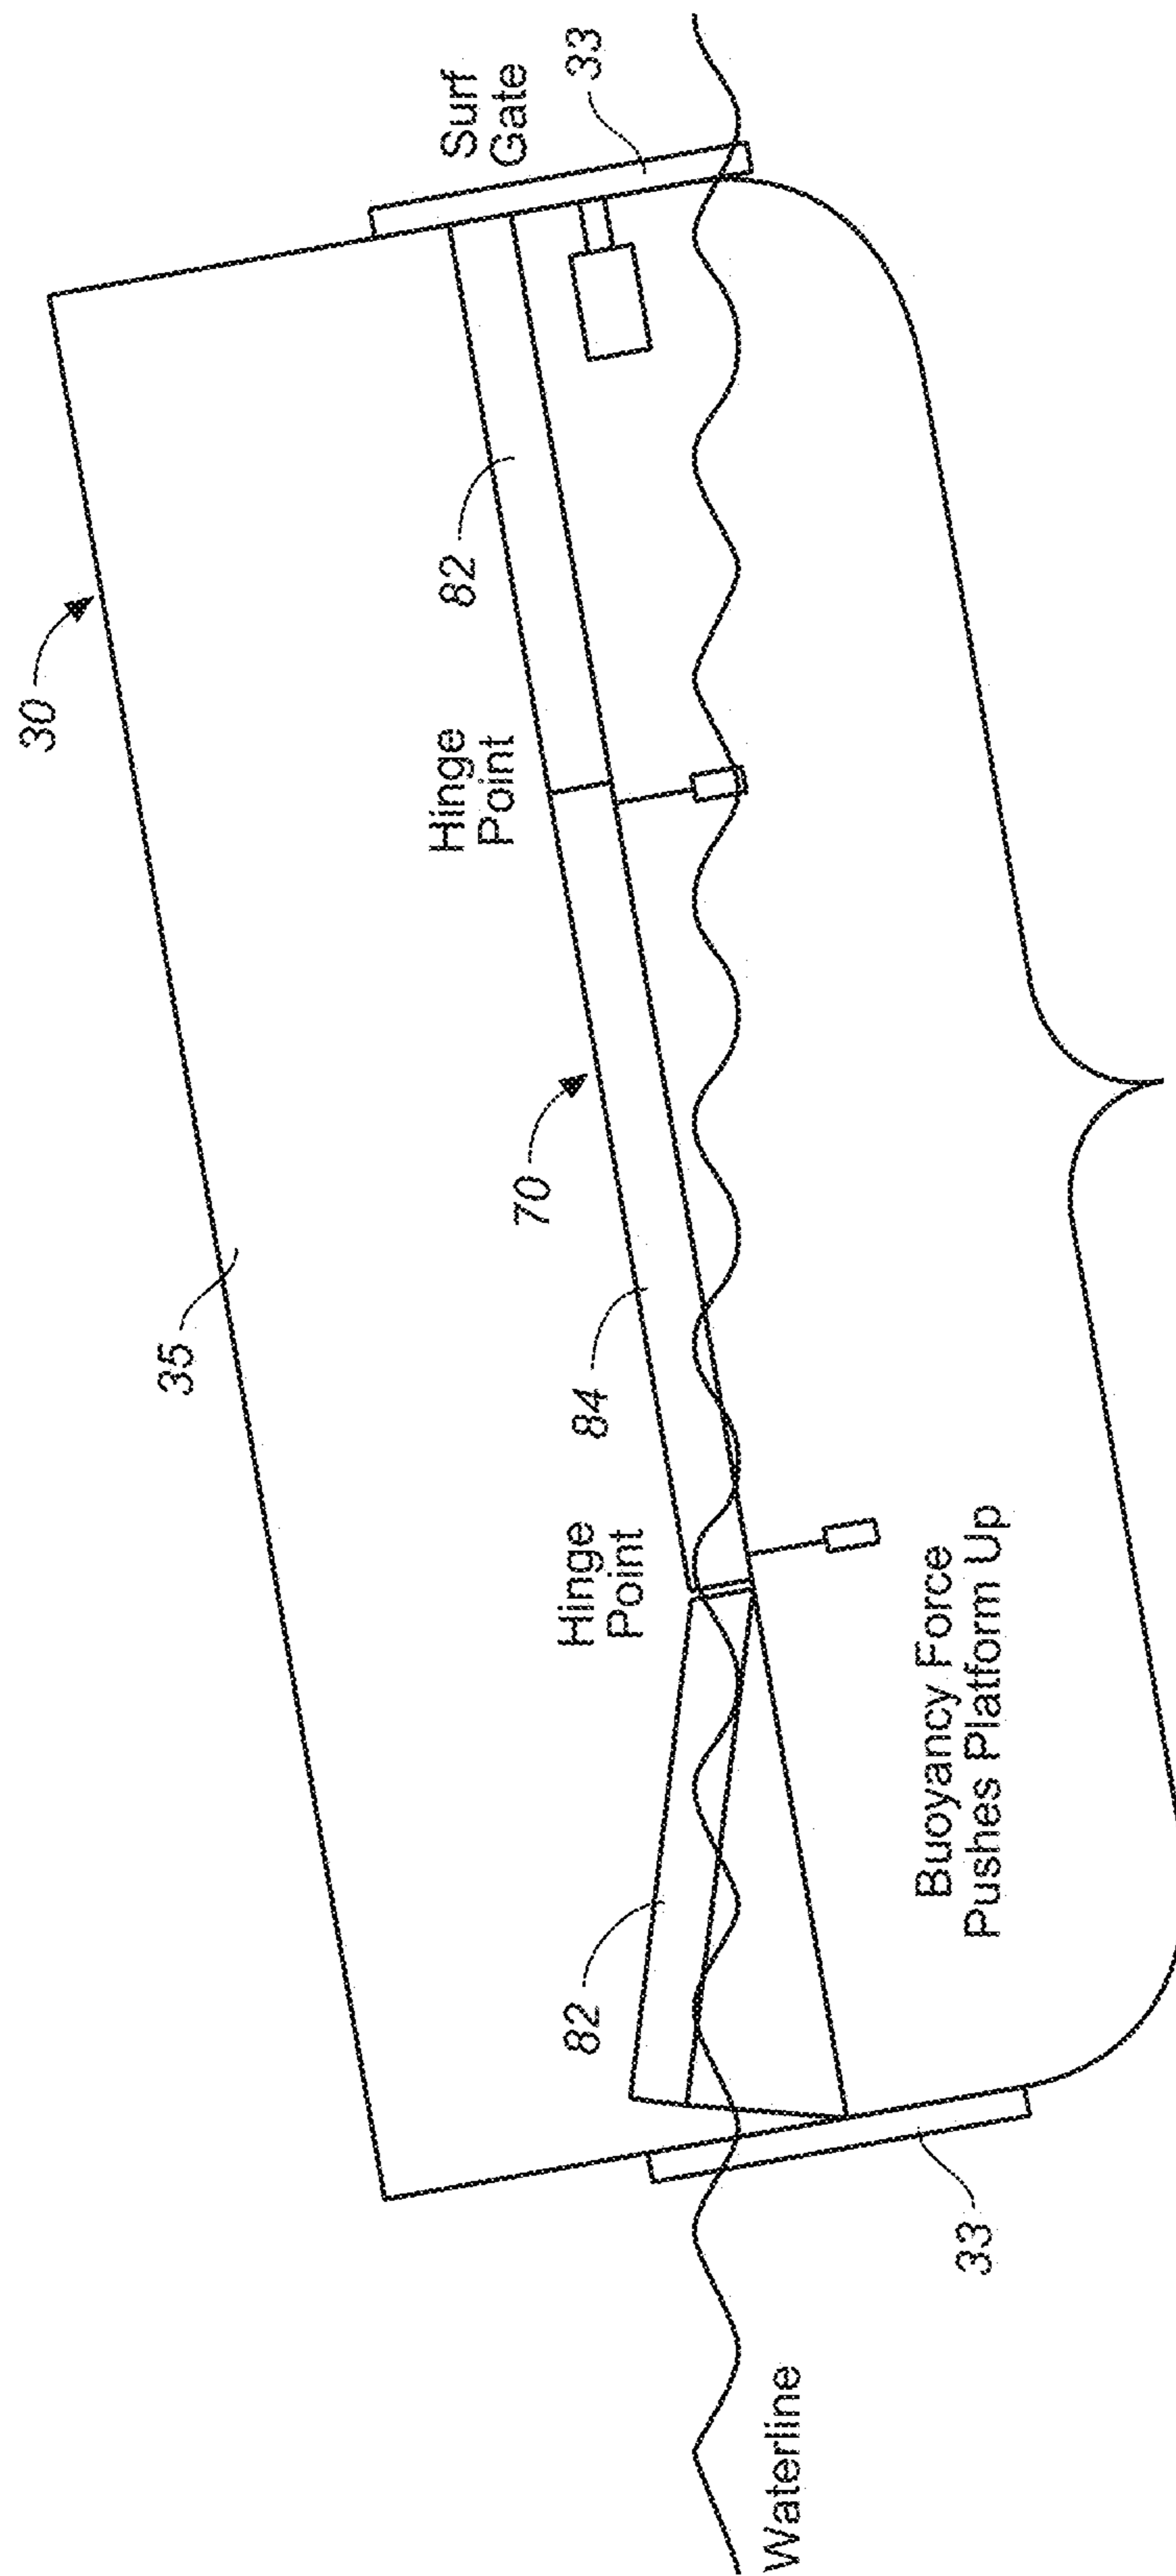 30
35
Hinge
Point
82
Surf
Gate
33
70
82
Hinge
Point
84
Waterline
33
Buoyancy Force
Pushes Platform Up